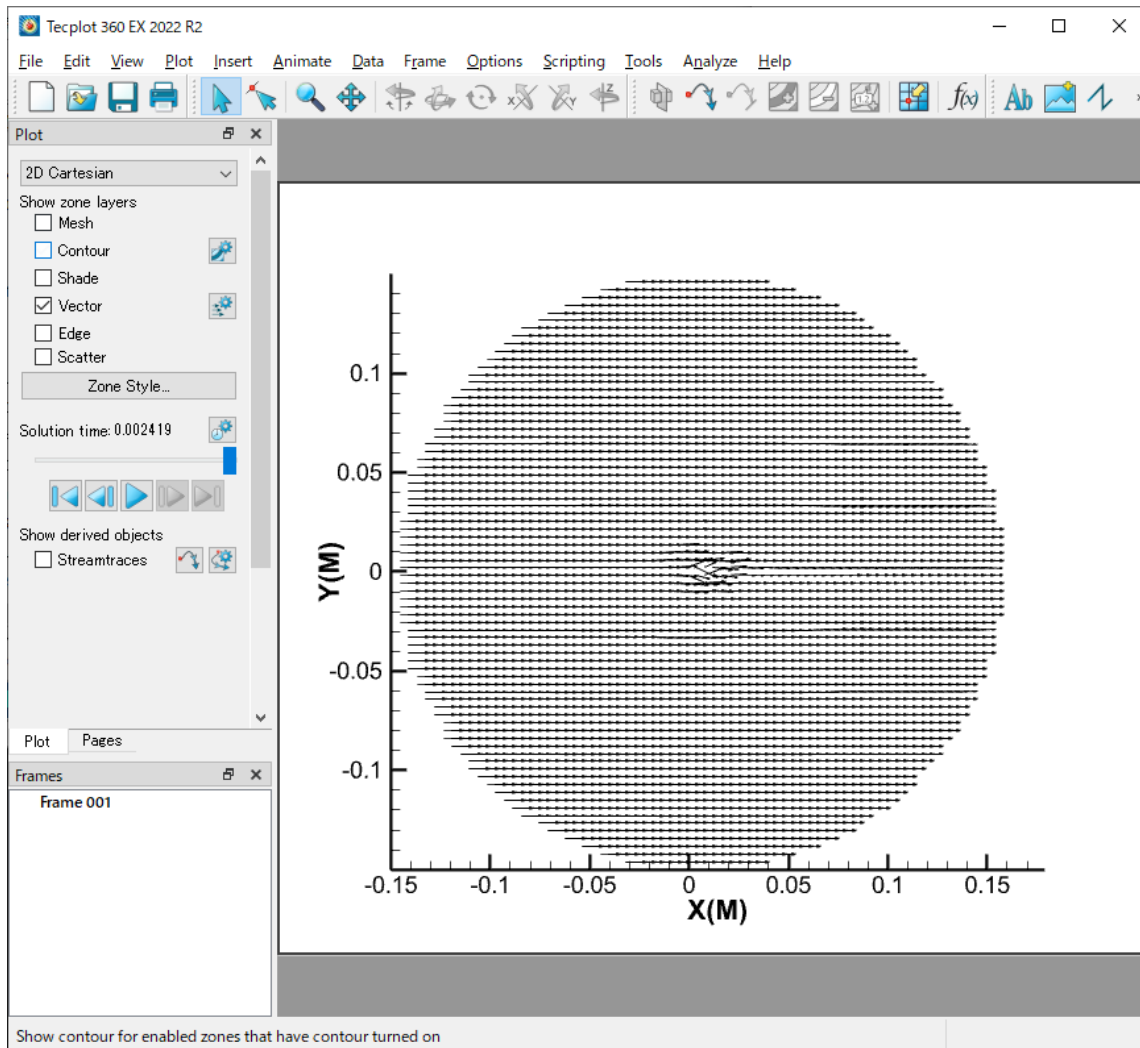 Tecplot 360 EX 2022 R2
File Edit View Plot Insert Animate Data Frame Options Scripting Tools Analyze Help
f(x) Ab
Plot
2D Cartesian
Show zone layers
Mesh
Contour
Shade
Vector
Edge
Scatter
Zone Style...
Solution time: 0.002419
Show derived objects
Streamtraces
Plot Pages
Frames
Frame 001
0.1
0.05
0
-0.05
-0.1
Y(M)
-0.15 -0.1 -0.05 0 0.05 0.1 0.15
X(M)
Show contour for enabled zones that have contour turned on